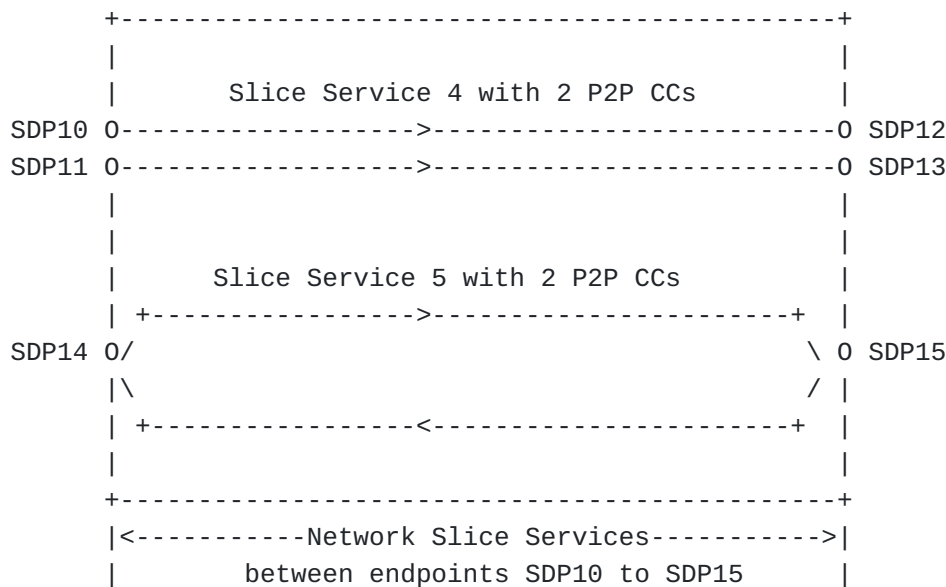 +----------------------------------------------+
|                                              |
|       Slice Service 4 with 2 P2P CCs         |
SDP10 O------------------->--------------------------O SDP12
SDP11 O------------------->--------------------------O SDP13
|                                              |
|                                              |
|      Slice Service 5 with 2 P2P CCs          |
| +----------------->-----------------------+  |
SDP14 O/                                           \ O SDP15
|\                                           / |
| +-----------------<-----------------------+  |
|                                              |
+----------------------------------------------+
|<------------Network Slice Services----------->|
|        between endpoints SDP10 to SDP15      |